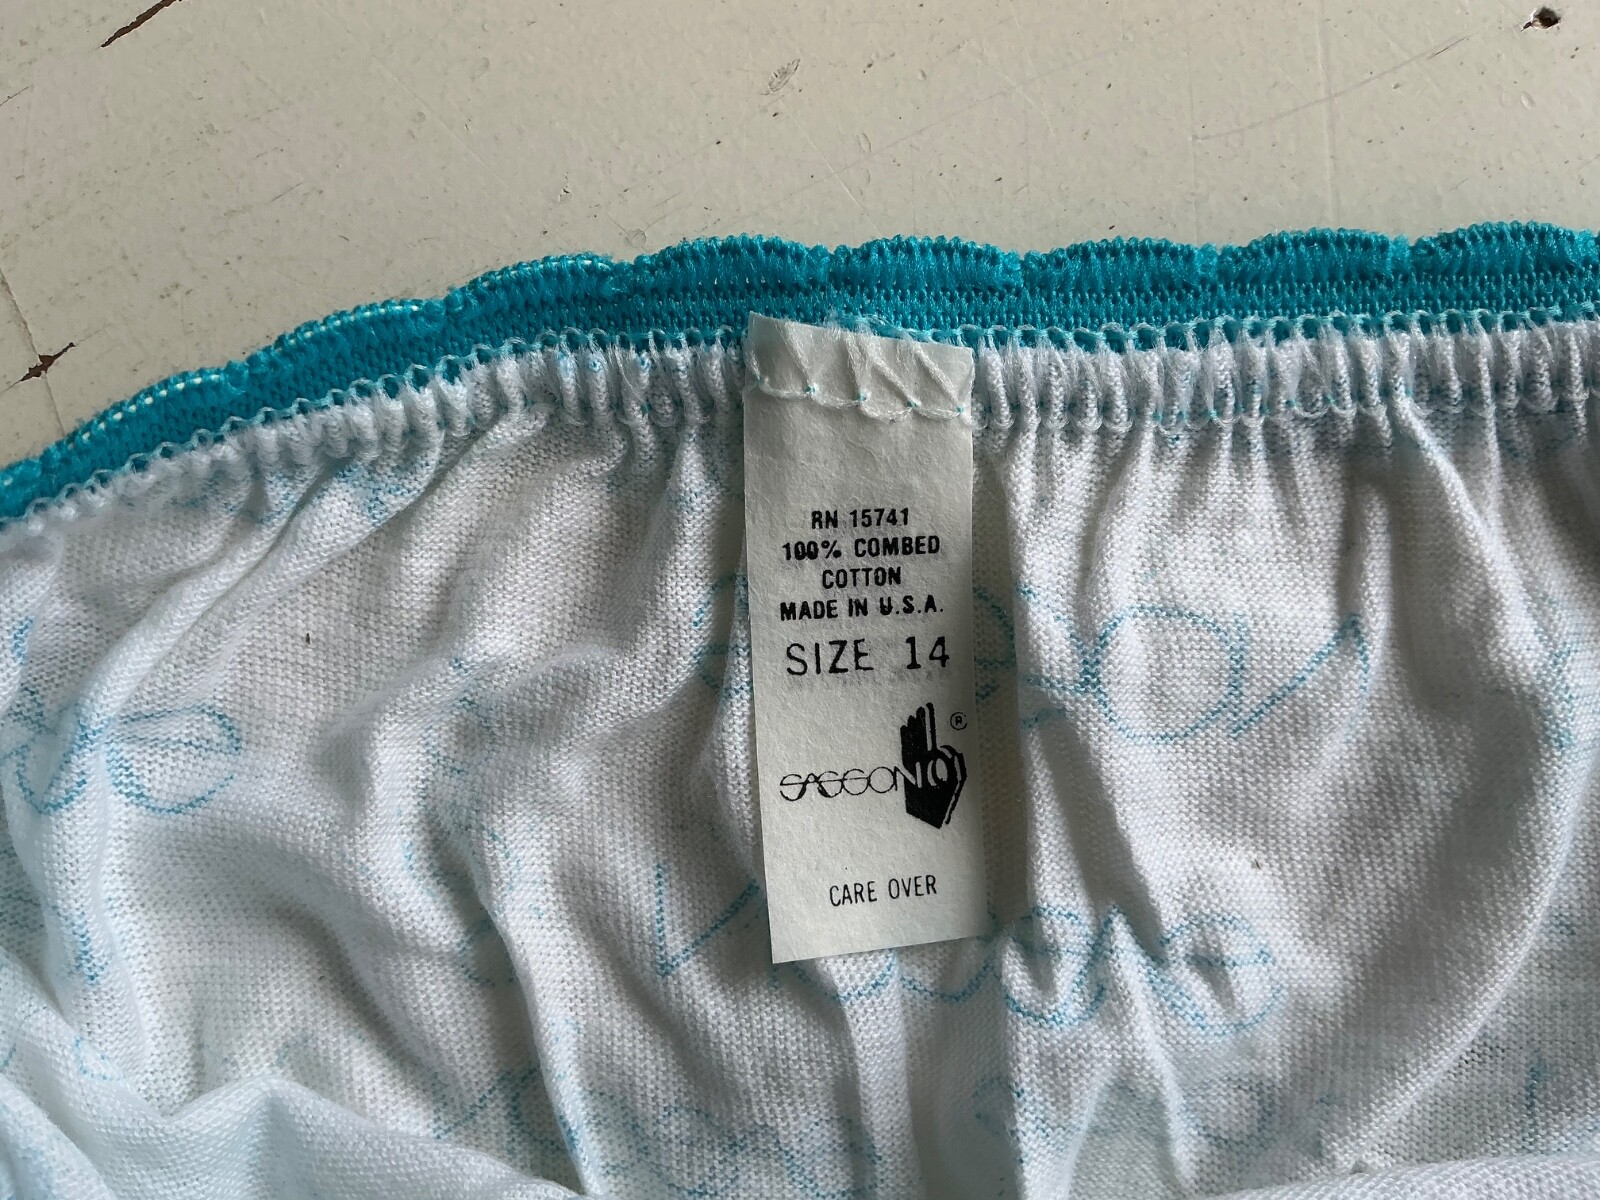 RN 15741
100% COMBED
COTTON
MADE IN U.S.A.
SIZE 14
®
SASSON
CARE OVER